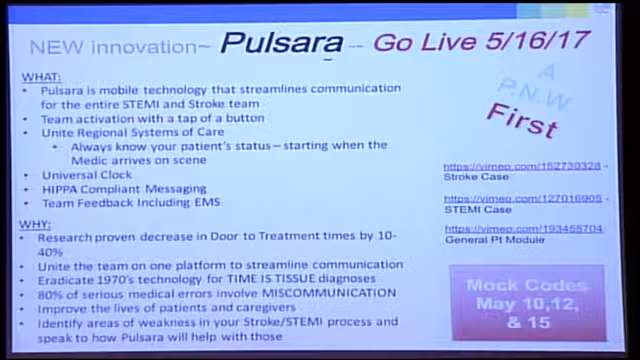 NEW innovation~ Pulsara -- Go Live 5/16/17
A
P.N.W
First
WHAT:
• Pulsara is mobile technology that streamlines communication
for the entire STEMI and Stroke team
• Team activation with a tap of a button
• Unite Regional Systems of Care
• Always know your patient's status – starting when the
Medic arrives on scene
• Universal Clock
• HIPPA Compliant Messaging
• Team Feedback Including EMS
WHY:
• Research proven decrease in Door to Treatment times by 10-
40%
• Unite the team on one platform to streamline communication
• Eradicate 1970's technology for TIME IS TISSUE diagnoses
• 80% of serious medical errors involve MISCOMMUNICATION
• Improve the lives of patients and caregivers
• Identify areas of weakness in your Stroke/STEMI process and
speak to how Pulsara will help with those
https://vimeo.com/152730328 -
Stroke Case
https://vimeo.com/127016905 -
STEMI Case
https://vimeo.com/193455704
General Pt Module
Mock Codes
May 10,12,
& 15